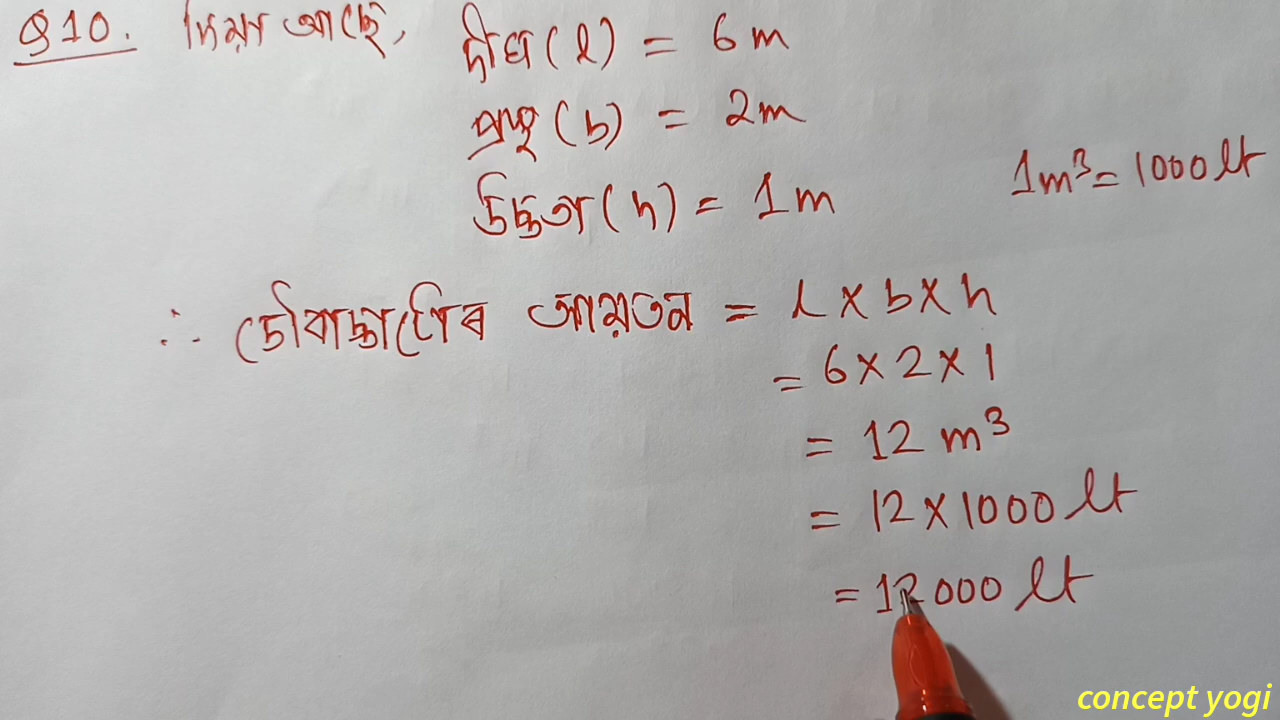 Q10. দিয়া আছে, দীঘ (l) = 6 m
প্ৰস্থ (b) = 2m
উচ্চতা (h) = 1m
1m³ = 1000 lt
∴ চৌবাচ্চাটোৰ আয়তন = l × b × h
= 6 × 2 × 1
= 12 m³
= 12 × 1000 lt
= 12000 lt
concept yogi